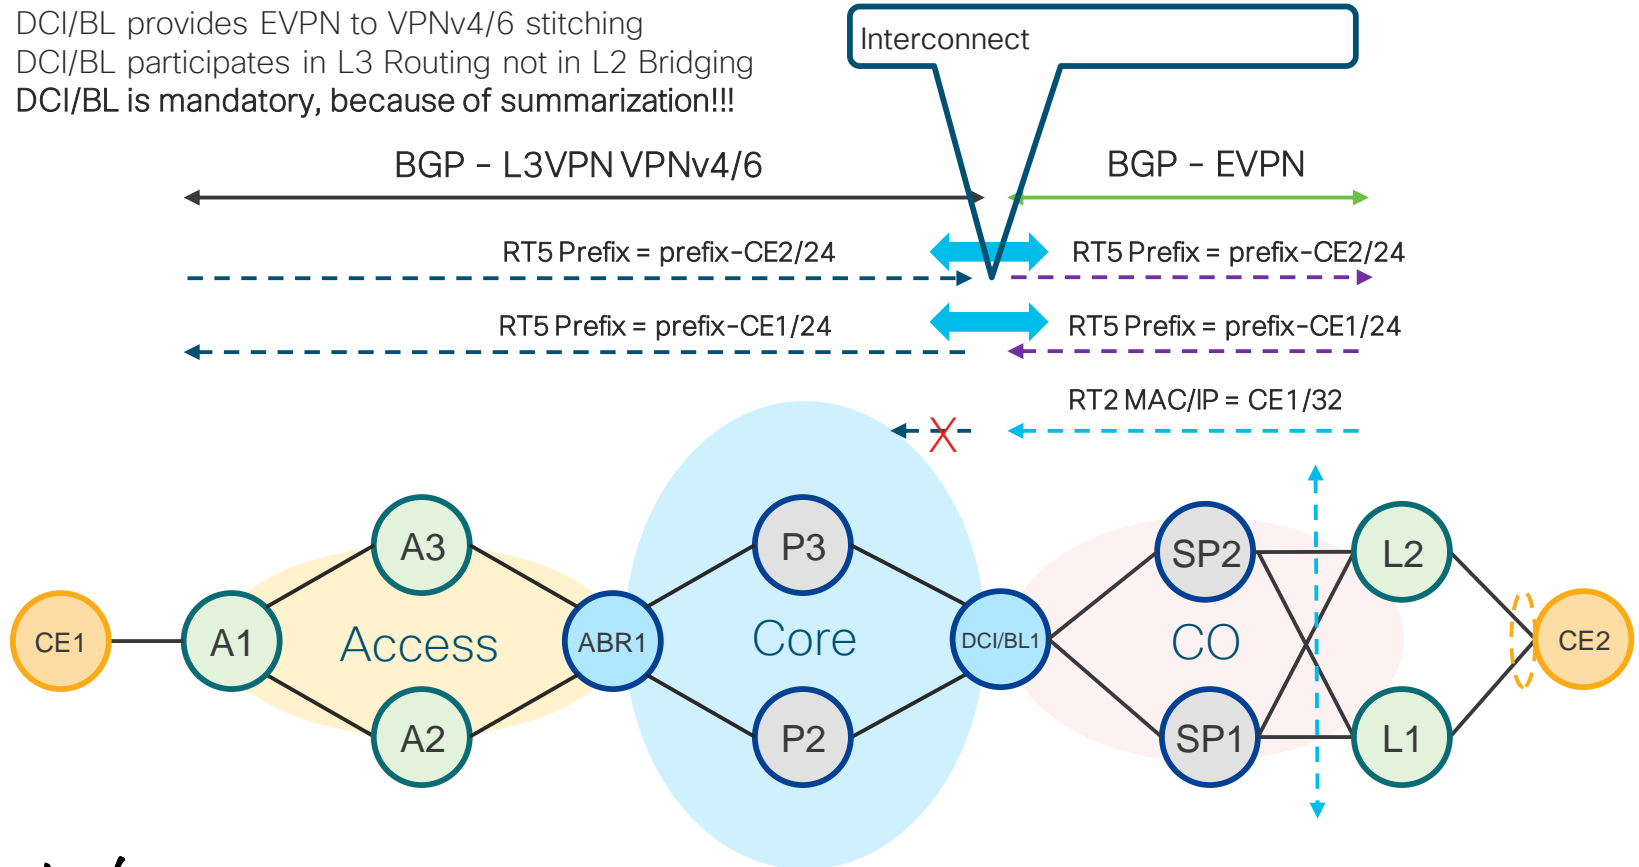 DCI/BL provides EVPN to VPNv4/6 stitching
DCI/BL participates in L3 Routing not in L2 Bridging
DCI/BL is mandatory, because of summarization!!!
Interconnect
BGP - L3VPN VPNv4/6
BGP - EVPN
RT5 Prefix = prefix-CE2/24
RT5 Prefix = prefix-CE2/24
RT5 Prefix = prefix-CE1/24
RT5 Prefix = prefix-CE1/24
RT2 MAC/IP = CE1/32
X
A3
P3
SP2
L2
CE1
A1
Access
ABR1
Core
DCI/BL1
CO
CE2
A2
P2
SP1
L1